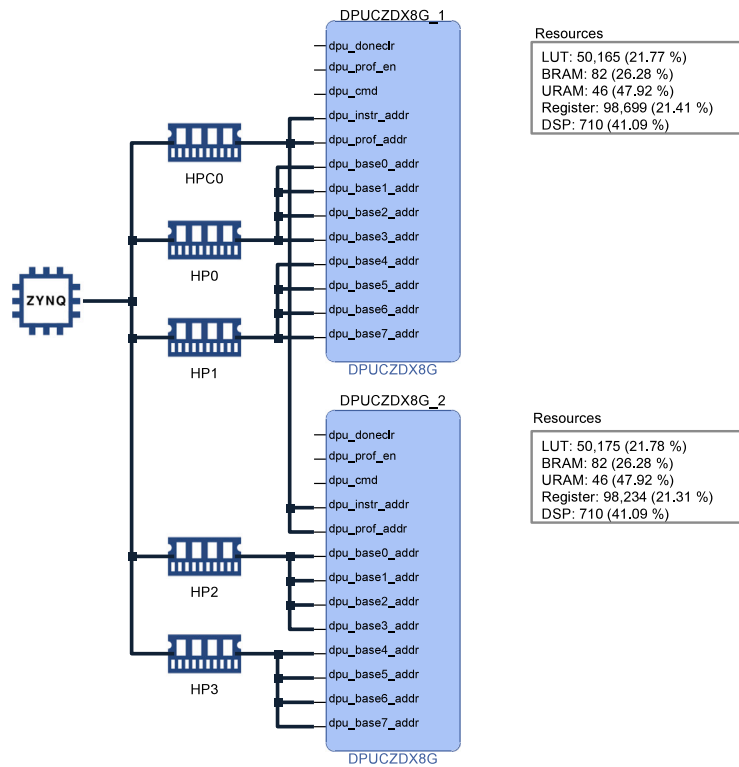 DPUCZDX8G_1
dpu_doneclr
dpu_prof_en
dpu_cmd
dpu_instr_addr
dpu_prof_addr
dpu_base0_addr
dpu_base1_addr
dpu_base2_addr
dpu_base3_addr
dpu_base4_addr
dpu_base5_addr
dpu_base6_addr
dpu_base7_addr
DPUCZDX8G
Resources
LUT: 50,165 (21.77 %)
BRAM: 82 (26.28 %)
URAM: 46 (47.92 %)
Register: 98,699 (21.41 %)
DSP: 710 (41.09 %)
HPC0
HP0
ZYNQ
HP1
DPUCZDX8G_2
dpu_doneclr
dpu_prof_en
dpu_cmd
dpu_instr_addr
dpu_prof_addr
dpu_base0_addr
dpu_base1_addr
dpu_base2_addr
dpu_base3_addr
dpu_base4_addr
dpu_base5_addr
dpu_base6_addr
dpu_base7_addr
DPUCZDX8G
Resources
LUT: 50,175 (21.78 %)
BRAM: 82 (26.28 %)
URAM: 46 (47.92 %)
Register: 98,234 (21.31 %)
DSP: 710 (41.09 %)
HP2
HP3